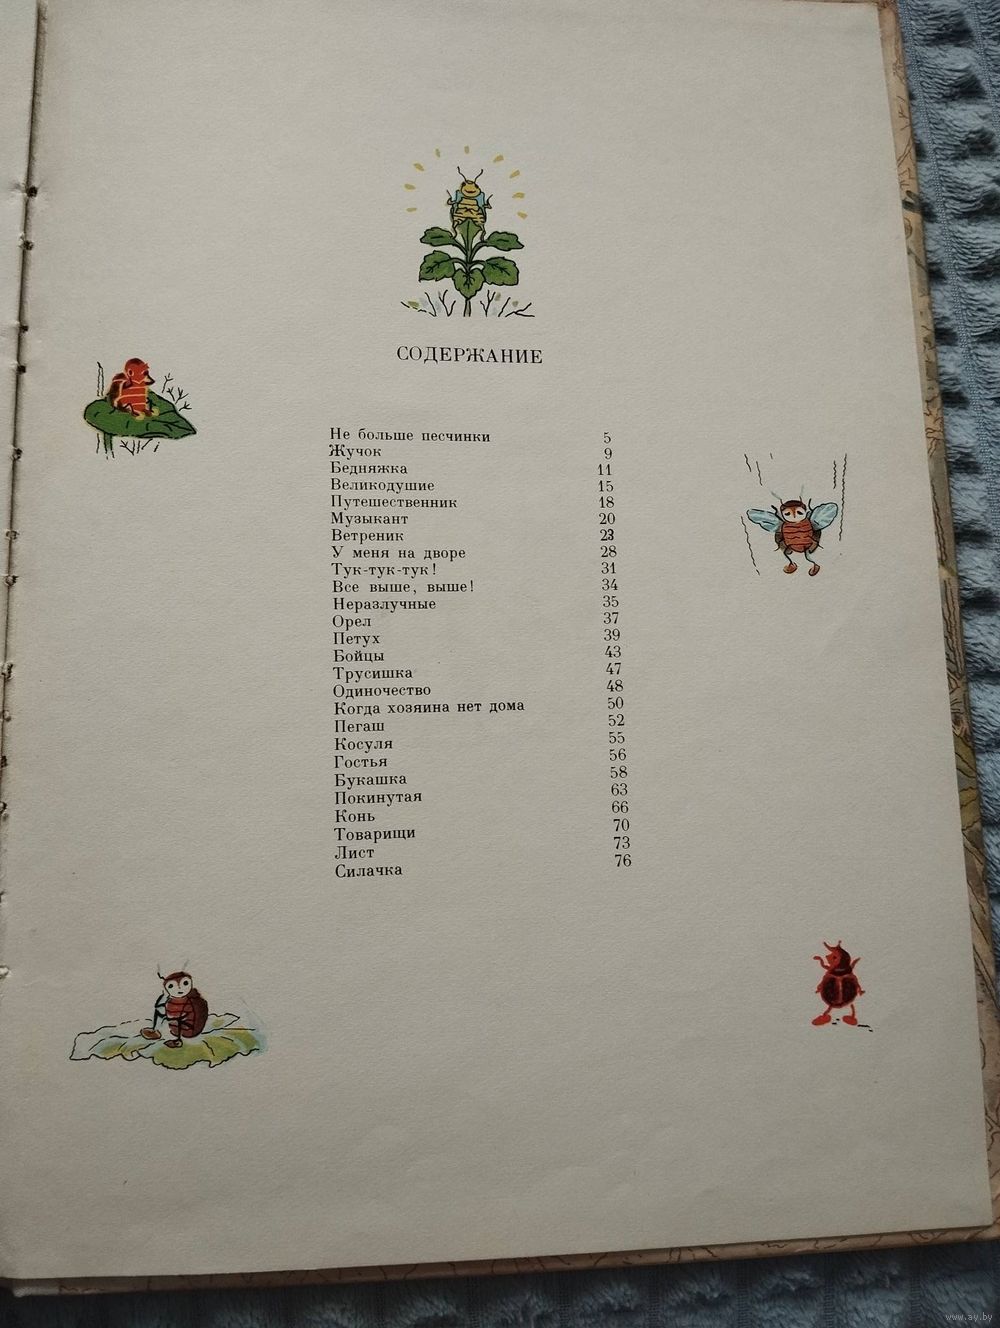 СОДЕРЖАНИЕ
Не больше песчинки 5
Жучок 9
Бедняжка 11
Великодушие 15
Путешественник 18
Музыкант 20
Ветреник 23
У меня на дворе 28
Тук-тук-тук! 31
Все выше, выше! 34
Неразлучные 35
Орел 37
Петух 39
Бойцы 43
Трусишка 47
Одиночество 48
Когда хозяина нет дома 50
Пегаш 52
Косуля 55
Гостья 56
Букашка 58
Покинутая 63
Конь 66
Товарищи 70
Лист 73
Силачка 76
www.ay.by